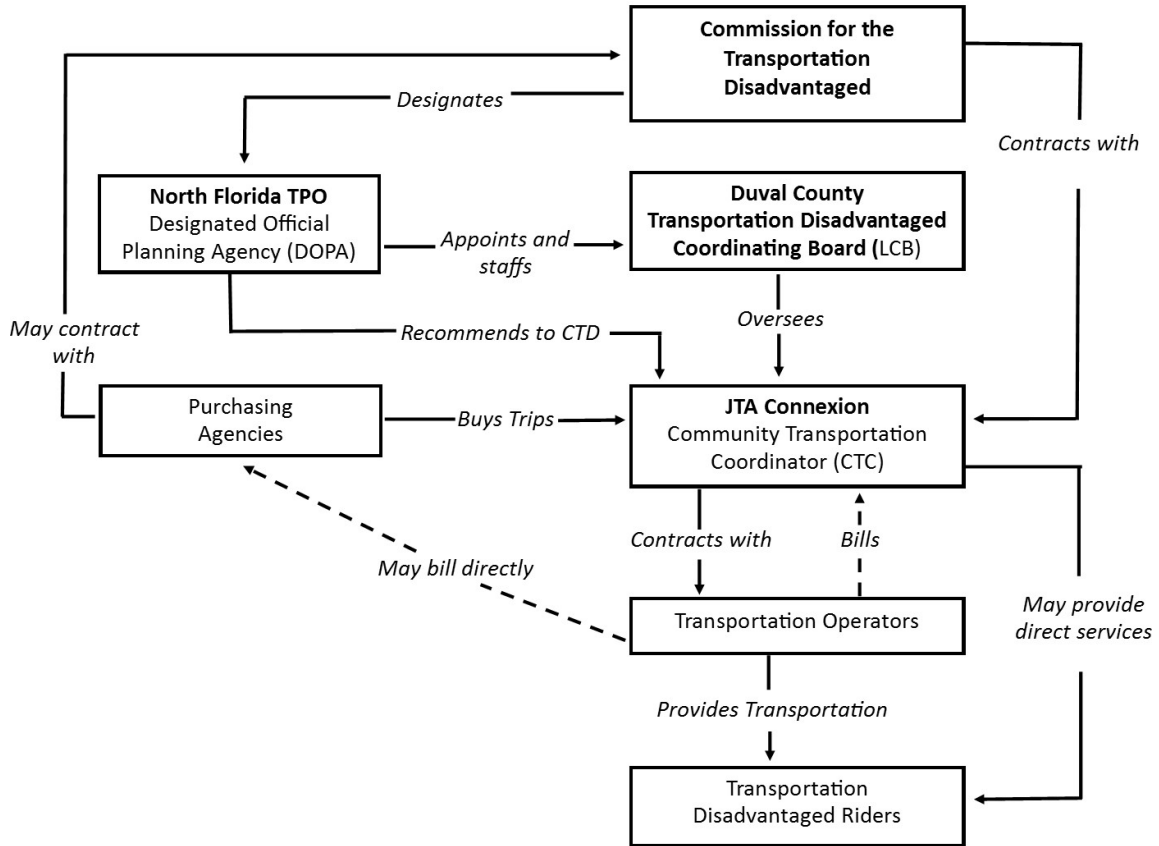 Commission for the
Transportation
Disadvantaged
Designates
Contracts with
North Florida TPO
Designated Official
Planning Agency (DOPA)
Appoints and
staffs
Duval County
Transportation Disadvantaged
Coordinating Board (LCB)
May contract
with
Recommends to CTD
Oversees
Purchasing
Agencies
Buys Trips
JTA Connexion
Community Transportation
Coordinator (CTC)
Contracts with
Bills
May bill directly
Transportation Operators
May provide
direct services
Provides Transportation
Transportation
Disadvantaged Riders